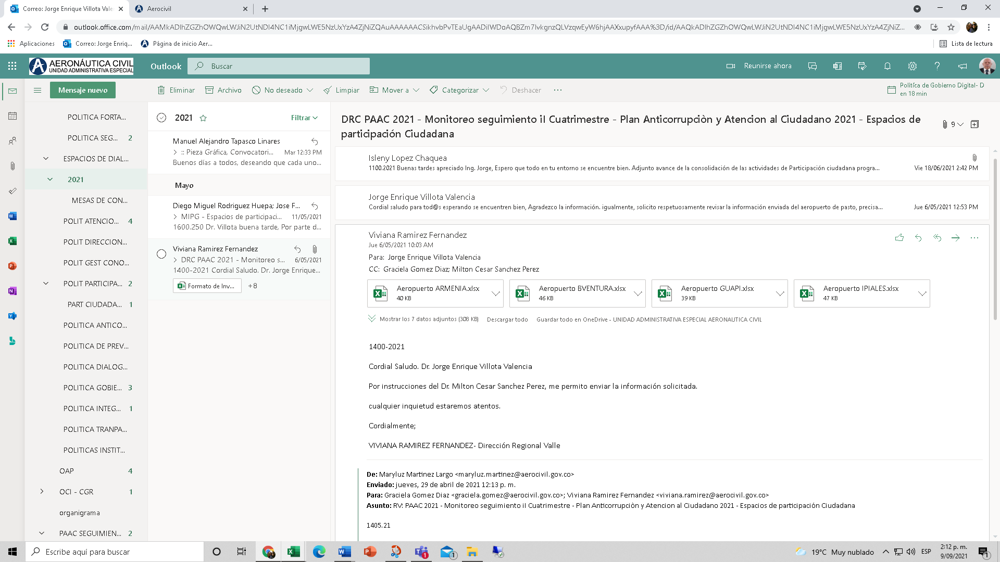 Correo: Jorge Enrique Villota Vale
Aerocivil
outlook.office.com/mail/
Aplicaciones
Correo: Jorge Enriq...
Página de inicio Aer...
Lista de lectura
AERONÁUTICA CIVIL
UNIDAD ADMINISTRATIVA ESPECIAL
Outlook
Buscar
Reunirse ahora
Mensaje nuevo
Eliminar
Archivo
No deseado
Limpiar
Mover a
Categorizar
Deshacer
...
Politíca de Gobierno Digital- D
en 18 min
POLITICA FORTA...
POLITICA SEG... 2
ESPACIOS DE DIAL...
2021
MESAS DE CON...
POLIT ATENCIO... 4
POLIT DIRECCION...
POLIT GEST CONO...
POLIT PARTICIPA... 2
PART CIUDADA... 1
POLITICA ANTICO...
POLITICA DE PREV...
POLITICA DIALOG...
POLITICA GOBIE... 3
POLITICA INTEG... 1
POLITICA TRANPA...
POLITICAS INSTIT...
OAP 4
OCI - CGR 1
organigrama
PAAC SEGUIMIEN... 2
2021
Filtrar
Manuel Alejandro Tapasco Linares
:: Pieza Gráfica, Convocatori... Mar 12:33 PM
Buenos días a todos, deseando que cada uno...
Mayo
Diego Miguel Rodriguez Huepa; Jose F...
MIPG - Espacios de participaci... 11/05/2021
1600.250 Dr. Villota buena tarde, Por parte d...
Viviana Ramirez Fernandez
DRC PAAC 2021 - Monitoreo s... 6/05/2021
1400-2021 Cordial Saludo. Dr. Jorge Enrique...
Formato de Inv... +8
DRC PAAC 2021 - Monitoreo seguimiento iI Cuatrimestre - Plan Anticorrupciòn y Atencion al Ciudadano 2021 - Espacios de
participación Ciudadana
9
Isleny Lopez Chaquea
1100.2021 Buenas tardes apreciado Ing. Jorge, Espero que todo en tu entorno se encuentre bien. Adjunto avance de la consolidación de las actividades de Participación ciudadana progra... Vie 18/06/2021 2:42 PM
Jorge Enrique Villota Valencia
Cordial saludo para tod@s esperando se encuentren bien, Agradezco la información. igualmente, solicito respetuosamente revisar la información enviada del aeropuerto de pasto, precisa... Jue 6/05/2021 12:53 PM
Viviana Ramirez Fernandez
Jue 6/05/2021 10:03 AM
Para: Jorge Enrique Villota Valencia
CC: Graciela Gomez Diaz; Milton Cesar Sanchez Perez
Aeropuerto ARMENIA.xlsx
40 KB
Aeropuerto BVENTURA.xlsx
46 KB
Aeropuerto GUAPI.xlsx
39 KB
Aeropuerto IPIALES.xlsx
47 KB
Mostrar los 7 datos adjuntos (308 KB) Descargar todo Guardar todo en OneDrive - UNIDAD ADMINISTRATIVA ESPECIAL AERONAUTICA CIVIL
1400-2021
Cordial Saludo. Dr. Jorge Enrique Villota Valencia
Por instrucciones del Dr. Milton Cesar Sanchez Perez, me permito enviar la información solicitada.
cualquier inquietud estaremos atentos.
Cordialmente;
VIVIANA RAMIREZ FERNANDEZ- Dirección Regional Valle
De: Maryluz Martinez Largo <maryluz.martinez@aerocivil.gov.co>
Enviado: jueves, 29 de abril de 2021 12:13 p. m.
Para: Graciela Gomez Diaz <graciela.gomez@aerocivil.gov.co>; Viviana Ramirez Fernandez <viviana.ramirez@aerocivil.gov.co>
Asunto: RV: PAAC 2021 - Monitoreo seguimiento iI Cuatrimestre - Plan Anticorrupciòn y Atencion al Ciudadano 2021 - Espacios de participación Ciudadana
1405.21
Escribe aquí para buscar
19°C Muy nublado
ESP
2:12 p. m.
9/09/2021